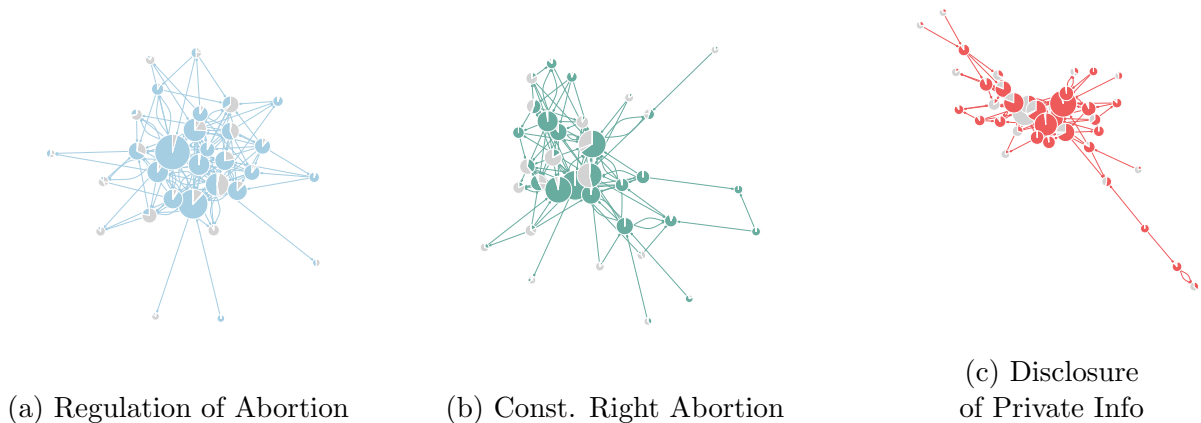 (a) Regulation of Abortion
(b) Const. Right Abortion
(c) Disclosure
of Private Info